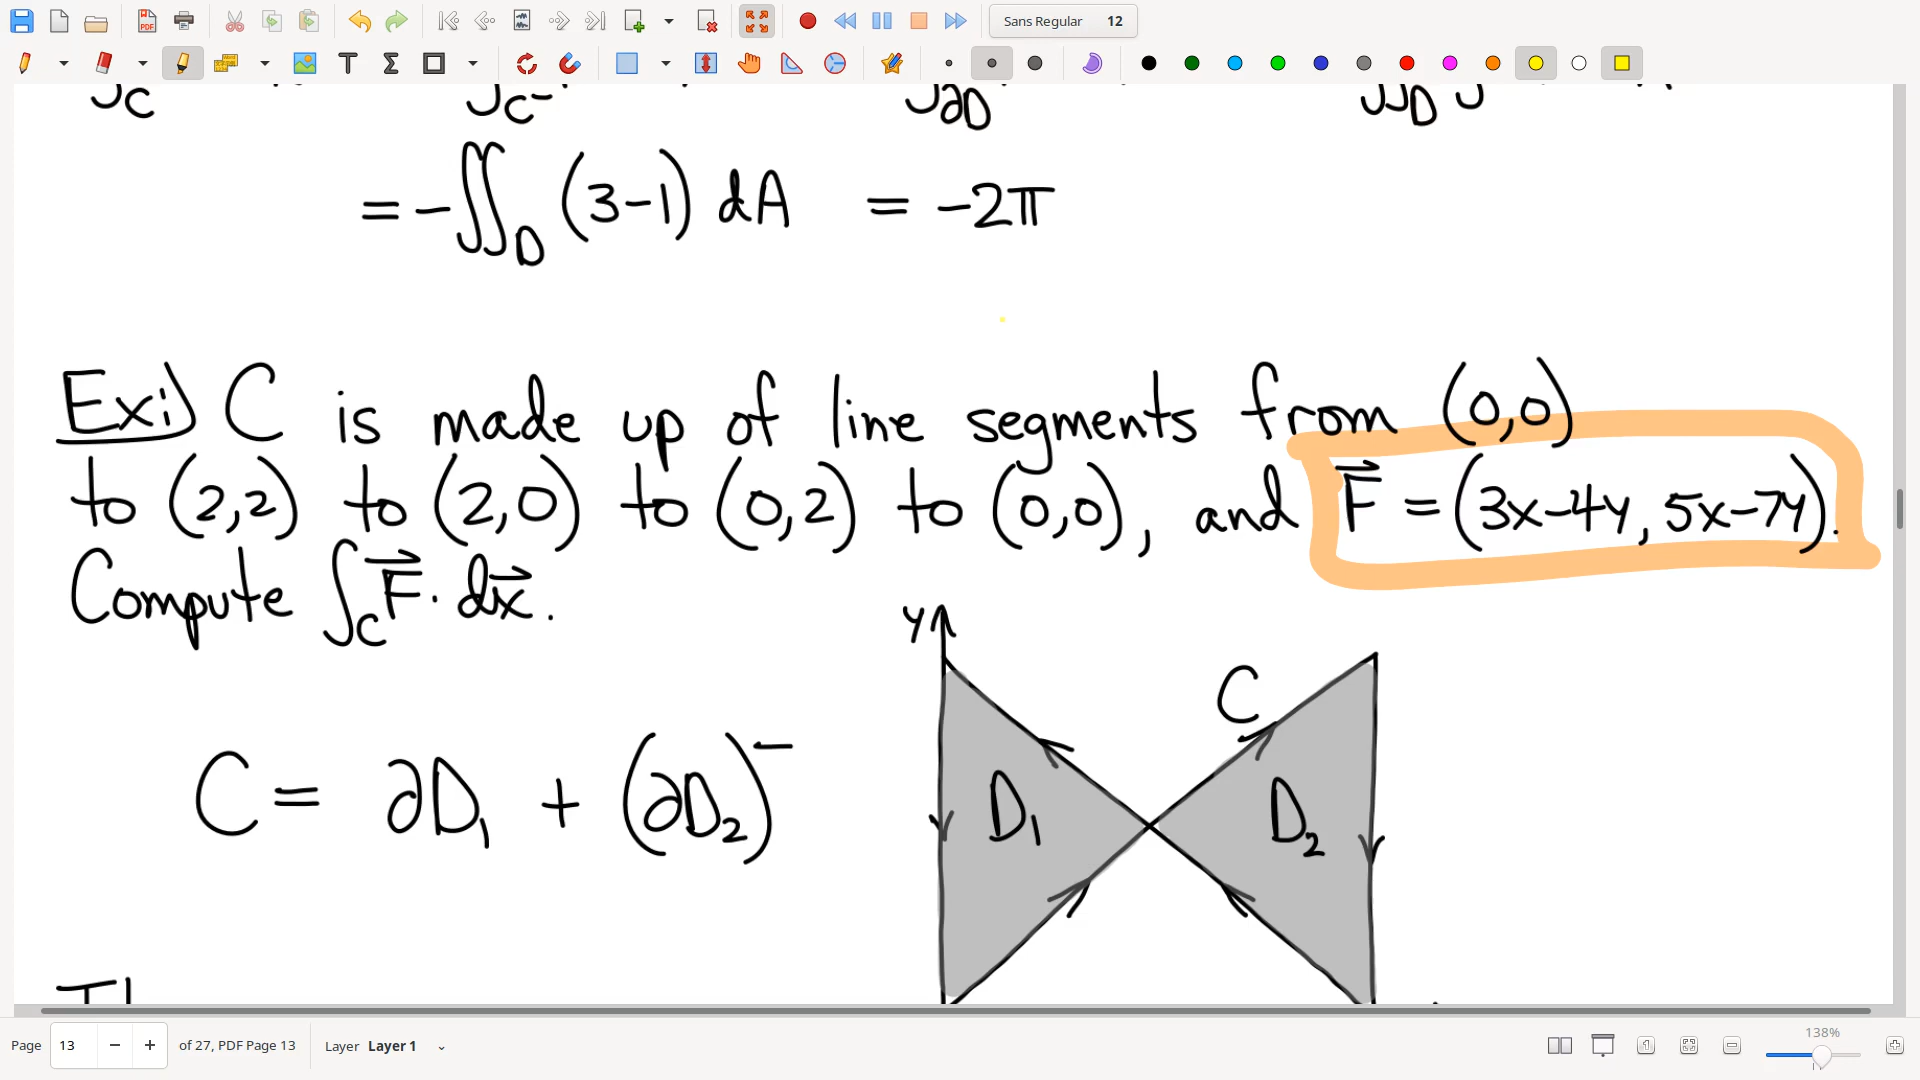 Sans Regular 12
∫C ∫C- ∫∂D ∬D
= -∬D (3-1) dA = -2π
Ex: C is made up of line segments from (0,0)
to (2,2) to (2,0) to (0,2) to (0,0), and F⃗ = (3x-4y, 5x-7y).
Compute ∫C F⃗ · dx⃗.
y
C
C = ∂D₁ + (∂D₂)⁻
D₁ D₂
Page 13 of 27, PDF Page 13 Layer Layer 1 138%